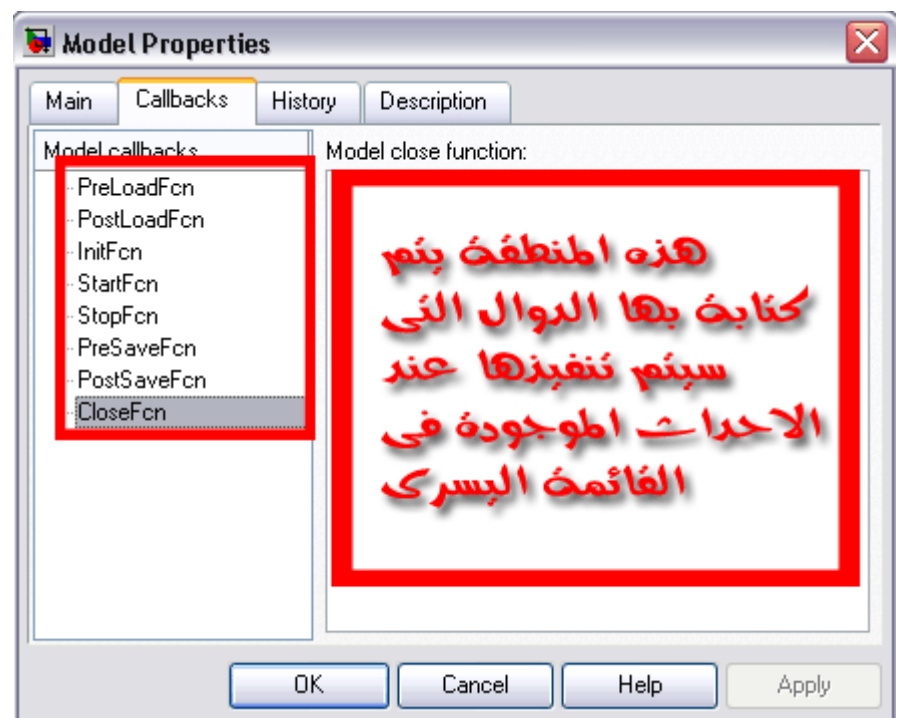 Model Properties
Main
Callbacks
History
Description
Model callbacks
Model close function:
PreLoadFcn
PostLoadFcn
InitFcn
StartFcn
StopFcn
PreSaveFcn
PostSaveFcn
CloseFcn
هذه المنطقة يتم
كتابة بها الدوال التى
سيتم تنفيذها عند
الاحداث الموجودة فى
القائمة اليسرى
OK
Cancel
Help
Apply